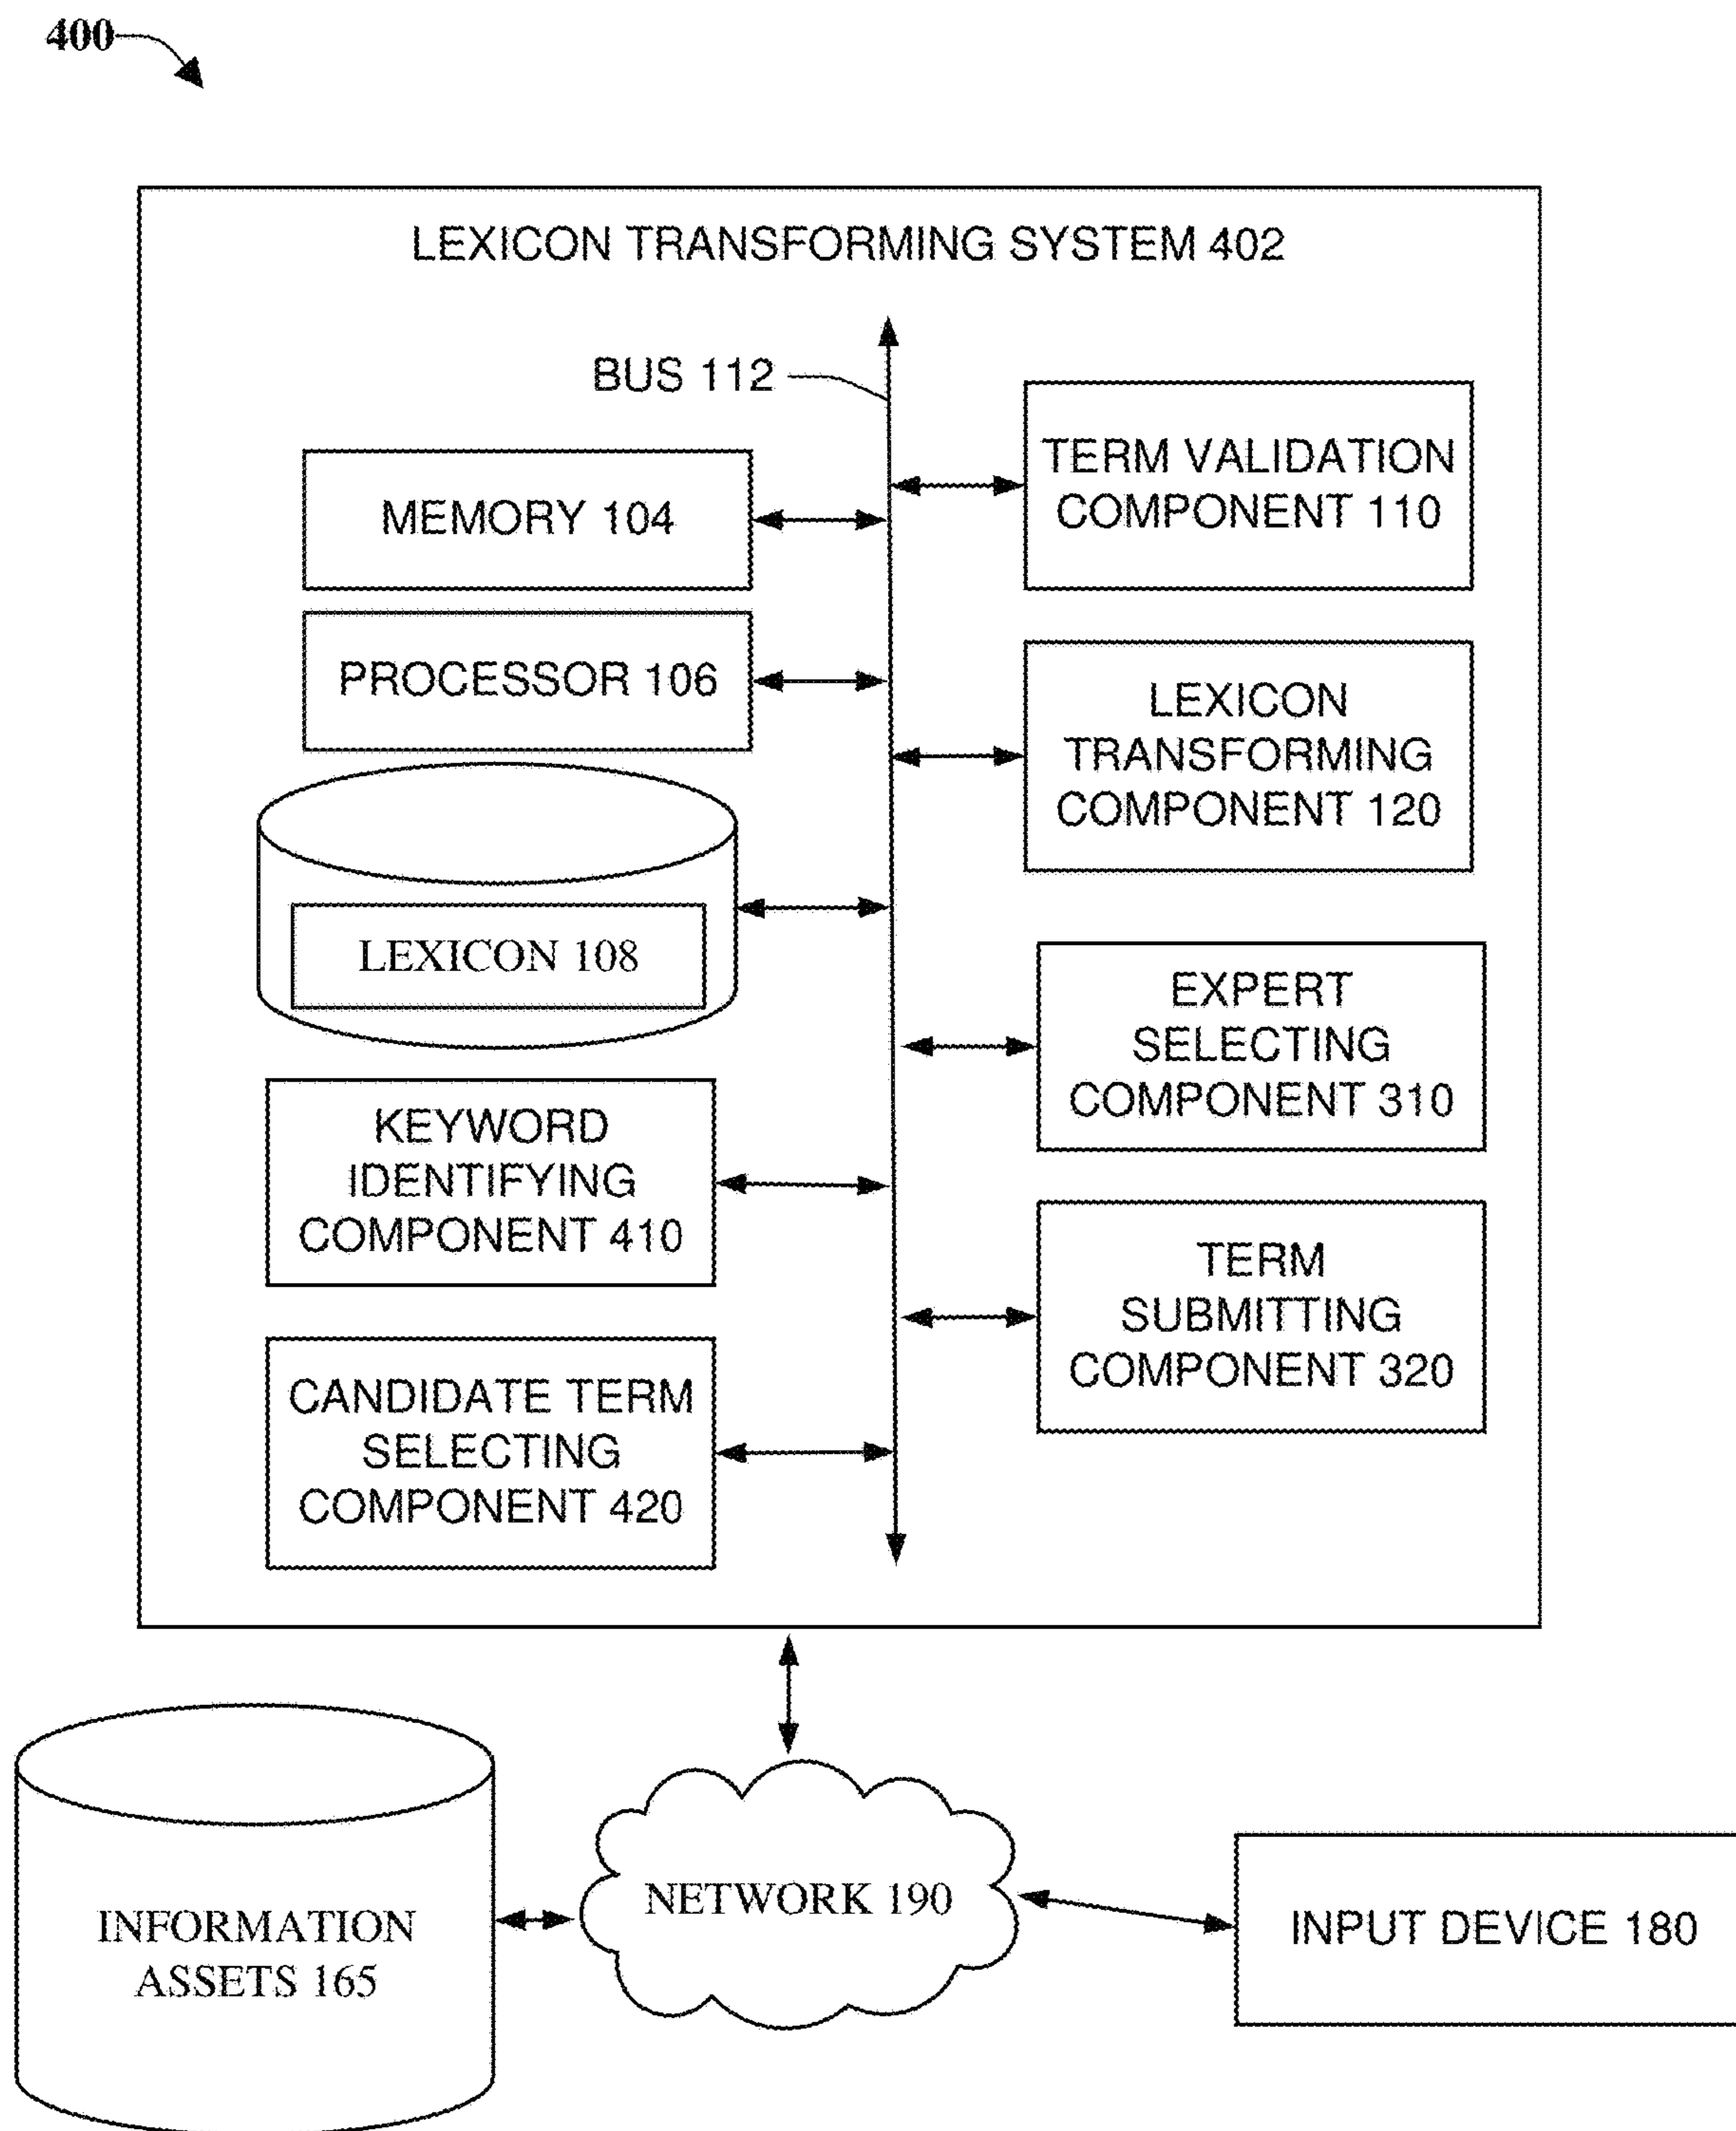 400
LEXICON TRANSFORMING SYSTEM 402
BUS 112
MEMORY 104
PROCESSOR 106
LEXICON 108
KEYWORD
IDENTIFYING
COMPONENT 410
CANDIDATE TERM
SELECTING
COMPONENT 420
TERM VALIDATION
COMPONENT 110
LEXICON
TRANSFORMING
COMPONENT 120
EXPERT
SELECTING
COMPONENT 310
TERM
SUBMITTING
COMPONENT 320
INFORMATION
ASSETS 165
NETWORK 190
INPUT DEVICE 180